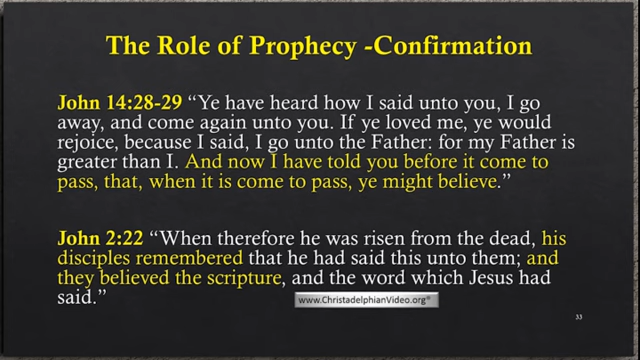 The Role of Prophecy -Confirmation
John 14:28-29 “Ye have heard how I said unto you, I go
away, and come again unto you. If ye loved me, ye would
rejoice, because I said, I go unto the Father: for my Father is
greater than I. And now I have told you before it come to
pass, that, when it is come to pass, ye might believe.”
John 2:22 “When therefore he was risen from the dead, his
disciples remembered that he had said this unto them; and
they believed the scripture, and the word which Jesus had
said.”
www.ChristadelphianVideo.org®
33